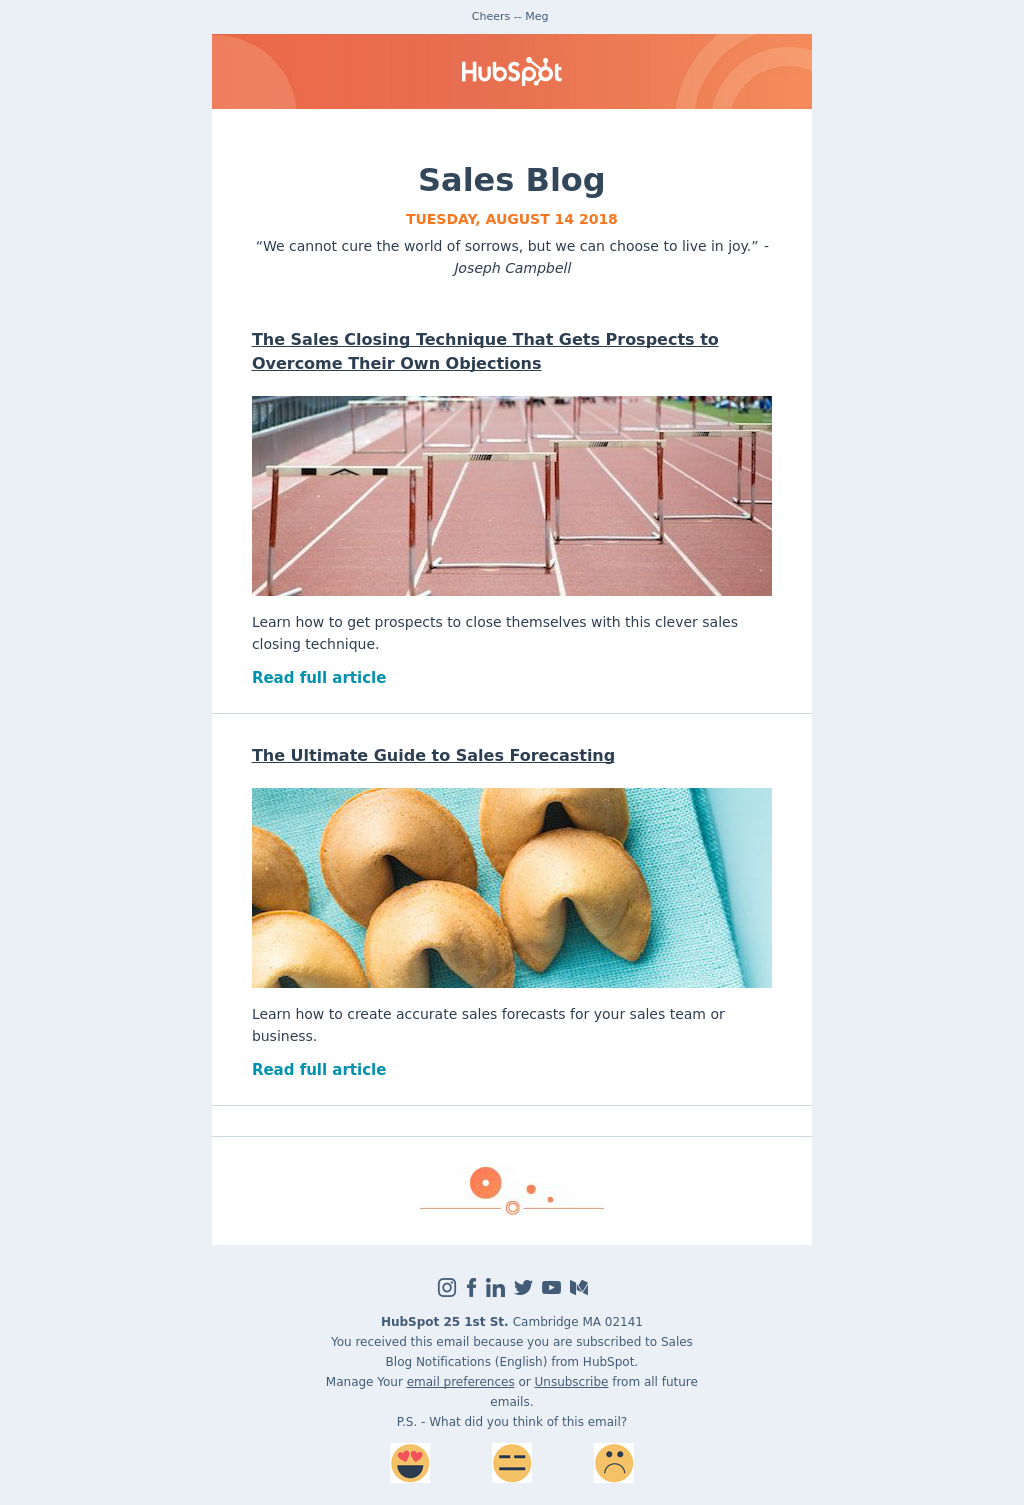 Cheers -- Meg
HubSpot
Sales Blog
TUESDAY, AUGUST 14 2018
“We cannot cure the world of sorrows, but we can choose to live in joy.” -
Joseph Campbell
The Sales Closing Technique That Gets Prospects to
Overcome Their Own Objections
Learn how to get prospects to close themselves with this clever sales
closing technique.
Read full article
The Ultimate Guide to Sales Forecasting
Learn how to create accurate sales forecasts for your sales team or
business.
Read full article
HubSpot 25 1st St. Cambridge MA 02141
You received this email because you are subscribed to Sales
Blog Notifications (English) from HubSpot.
Manage Your email preferences or Unsubscribe from all future
emails.
P.S. - What did you think of this email?